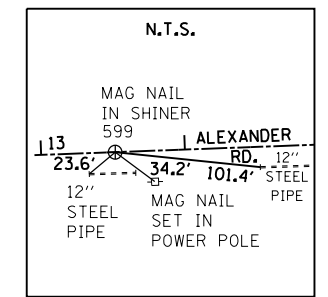 N.T.S.
MAG NAIL
IN SHINER
599
13
ALEXANDER
RD.
23.6'
34.2'
101.4'
12''
STEEL
PIPE
12''
STEEL
PIPE
MAG NAIL
SET IN
POWER POLE